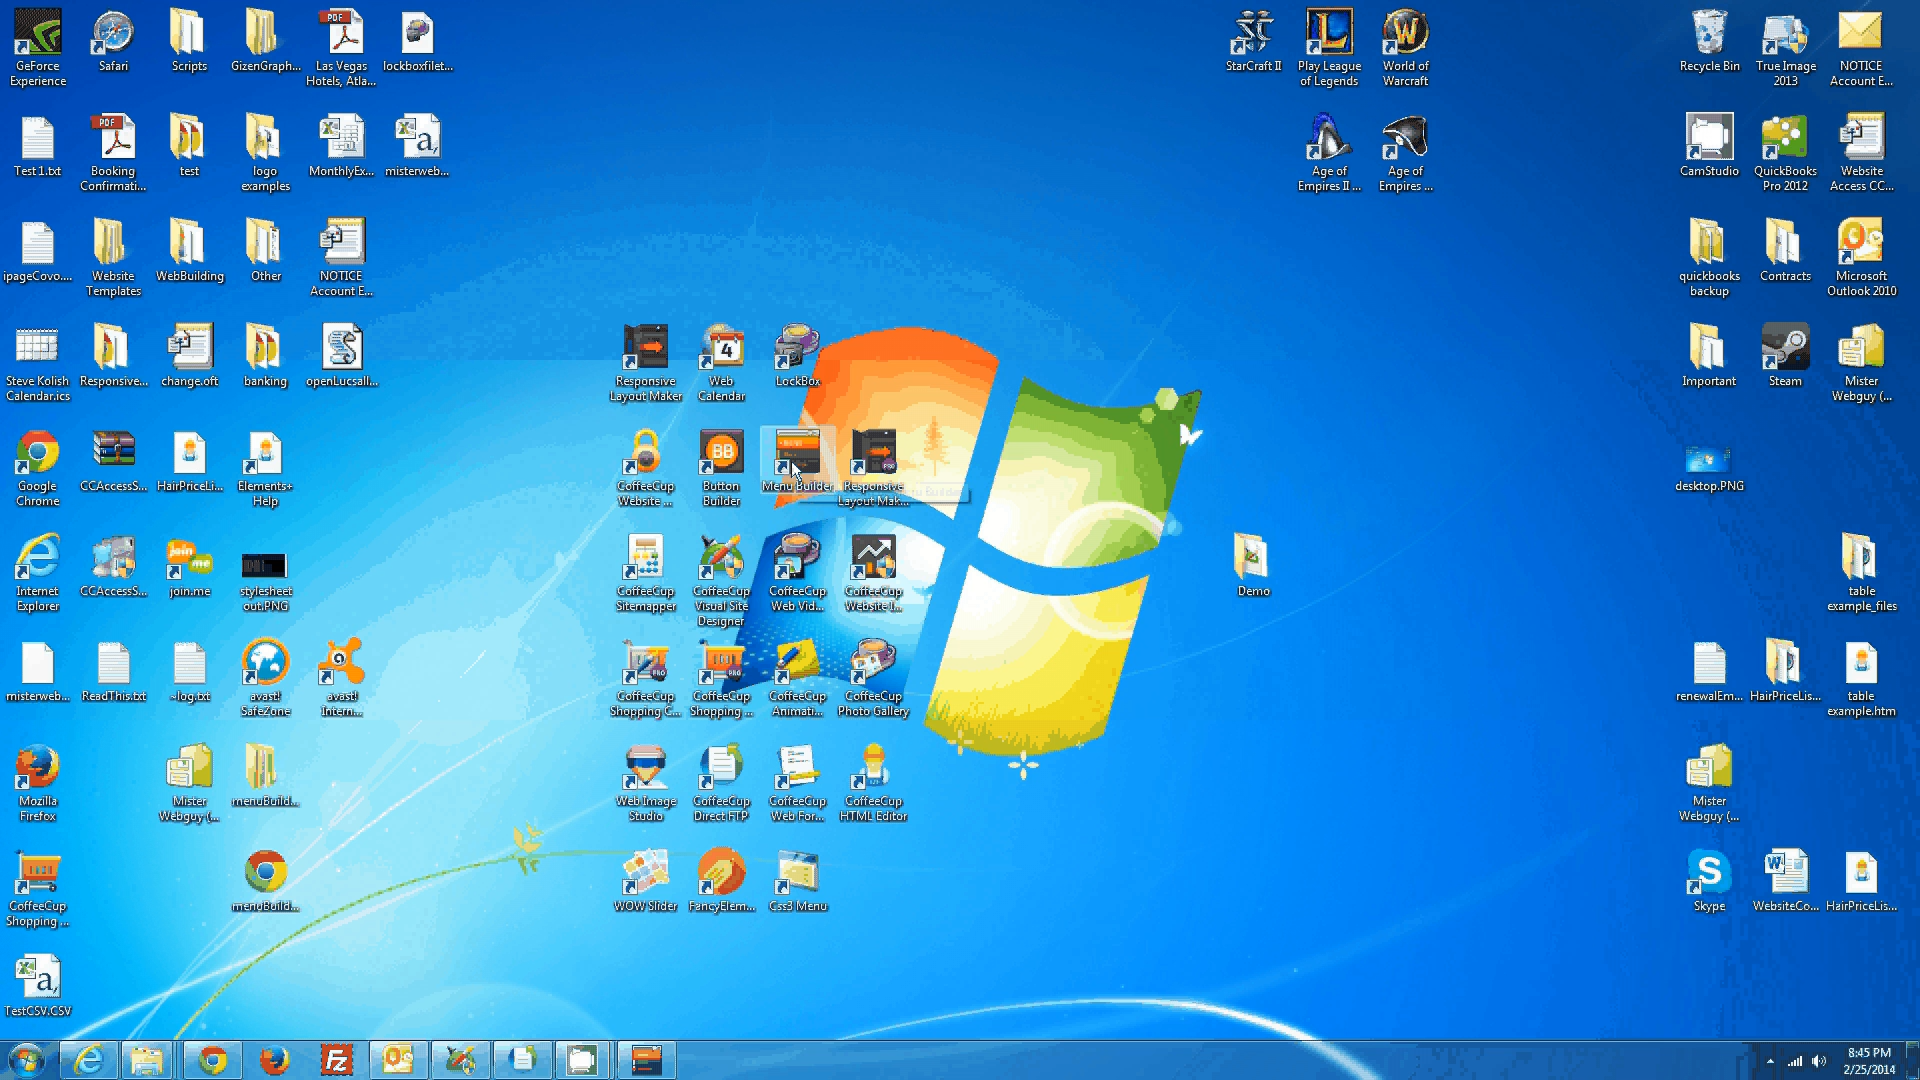 GeForce
Experience
Safari
Scripts
GizenGraph...
Las Vegas
Hotels, Atla...
lockboxfilet...
StarCraft II
Play League
of Legends
World of
Warcraft
Recycle Bin
True Image
2013
NOTICE
Account E...
Test 1.txt
Booking
Confirmati...
test
logo
examples
MonthlyEx...
misterweb...
Age of
Empires II ...
Age of
Empires ...
CamStudio
QuickBooks
Pro 2012
Website
Access CC...
ipageCovo....
Website
Templates
WebBuilding
Other
NOTICE
Account E...
quickbooks
backup
Contracts
Microsoft
Outlook 2010
Steve Kolish
Calendar.ics
Responsive...
change.oft
banking
openLucsall...
Responsive
Layout Maker
Web
Calendar
LockBox
Important
Steam
Mister
Webguy (...
Google
Chrome
CCAccessS...
HairPriceLi...
Elements+
Help
CoffeeCup
Website ...
Button
Builder
Menu Builder
Responsive
Layout Mak...
desktop.PNG
Internet
Explorer
CCAccessS...
join.me
stylesheet
out.PNG
CoffeeCup
Sitemapper
CoffeeCup
Visual Site
Designer
CoffeeCup
Web Vid...
CoffeeCup
Website I...
Demo
table
example_files
misterweb...
ReadThis.txt
~log.txt
avast!
SafeZone
avast!
Intern...
CoffeeCup
Shopping C...
CoffeeCup
Shopping ...
CoffeeCup
Animati...
CoffeeCup
Photo Gallery
renewalEm...
HairPriceLis...
table
example.htm
Mozilla
Firefox
Mister
Webguy (...
menuBuild...
Web Image
Studio
CoffeeCup
Direct FTP
CoffeeCup
Web For...
CoffeeCup
HTML Editor
Mister
Webguy (...
CoffeeCup
Shopping ...
menuBuild...
WOW Slider
FancyElem...
Css3 Menu
Skype
WebsiteCo...
HairPriceLis...
TestCSV.CSV
8:45 PM
2/25/2014